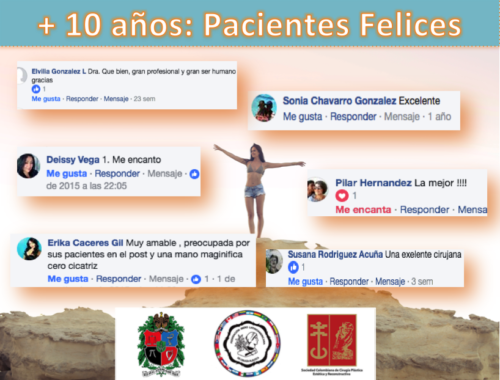 + 10 años: Pacientes Felices
Elvilia Gonzalez L Dra. Que bien, gran profesional y gran ser humano
gracias
1
Me gusta · Responder · Mensaje · 23 sem
Sonia Chavarro Gonzalez Excelente
Me gusta · Responder · Mensaje · 1 año
Deissy Vega 1. Me encanto
Me gusta · Responder · Mensaje ·
de 2015 a las 22:05
Pilar Hernandez La mejor !!!!
1
Me encanta · Responder · Mensa
Erika Caceres Gil Muy amable , preocupada por
sus pacientes en el post y una mano maginifica
cero cicatriz
Me gusta · Responder · Mensaje · 1 · 1 de
Susana Rodriguez Acuña Una exelente cirujana
1
Me gusta · Responder · Mensaje · 3 sem
Sociedad Colombiana de Cirugía Plástica
Estética y Reconstructiva